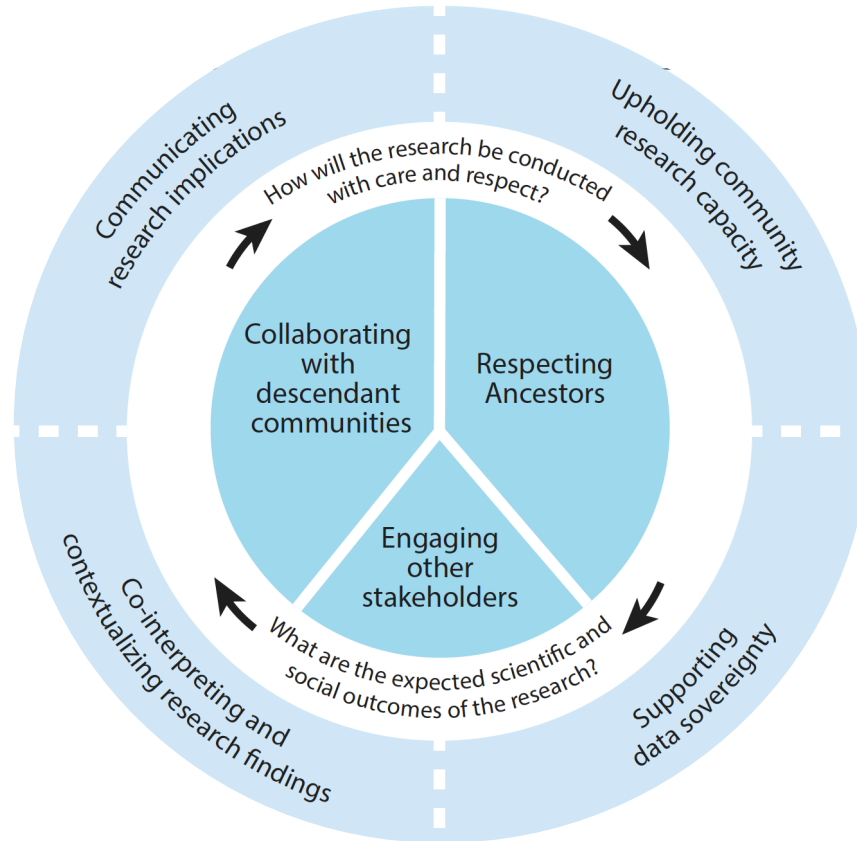 Communicating
research implications
Upholding community
research capacity
How will the research be conducted
with care and respect?
Collaborating
with
descendant
communities
Respecting
Ancestors
Engaging
other
stakeholders
What are the expected scientific and
social outcomes of the research?
Co-interpreting and
contextualizing research findings
Supporting
data sovereignty